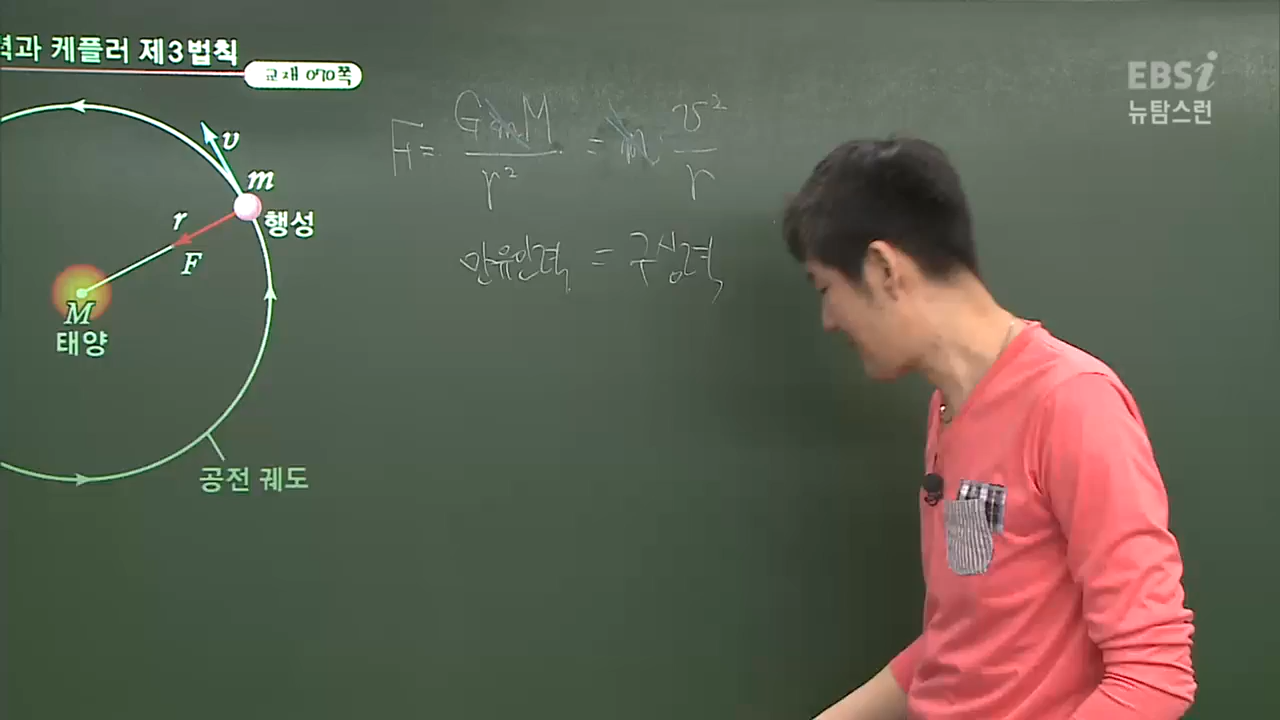 력과 케플러 제3법칙
교재 070쪽
EBSi
뉴탐스런
v
m
행성
r
F
M
태양
공전 궤도
F = GmM / r² = m v² / r
만유인력 = 구심력